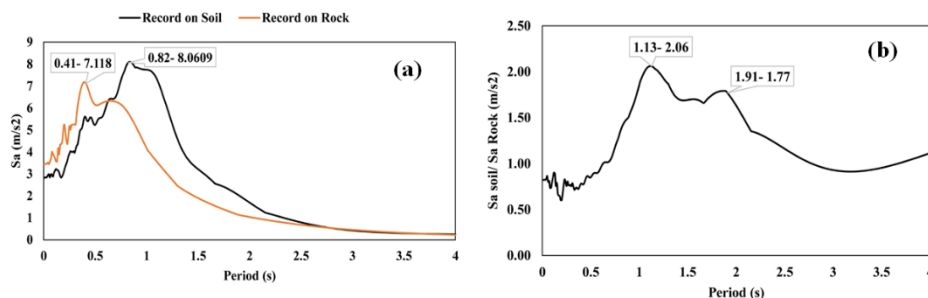 Record on Soil
Record on Rock
9
8
7
6
5
4
3
2
1
0
Sa (m/s2)
0.41- 7.118
0.82- 8.0609
(a)
0 0.5 1 1.5 2 2.5 3 3.5 4
Period (s)
2.50
2.00
1.50
1.00
0.50
0.00
Sa soil/ Sa Rock (m/s2)
1.13- 2.06
1.91- 1.77
(b)
0 0.5 1 1.5 2 2.5 3 3.5 4
Period (s)